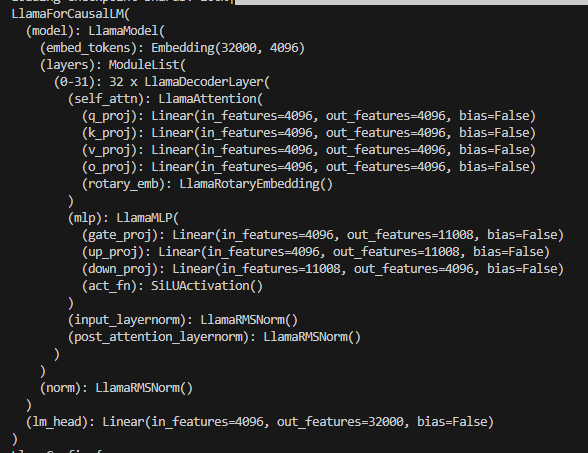 LlamaForCausalLM(
  (model): LlamaModel(
    (embed_tokens): Embedding(32000, 4096)
    (layers): ModuleList(
      (0-31): 32 x LlamaDecoderLayer(
        (self_attn): LlamaAttention(
          (q_proj): Linear(in_features=4096, out_features=4096, bias=False)
          (k_proj): Linear(in_features=4096, out_features=4096, bias=False)
          (v_proj): Linear(in_features=4096, out_features=4096, bias=False)
          (o_proj): Linear(in_features=4096, out_features=4096, bias=False)
          (rotary_emb): LlamaRotaryEmbedding()
        )
        (mlp): LlamaMLP(
          (gate_proj): Linear(in_features=4096, out_features=11008, bias=False)
          (up_proj): Linear(in_features=4096, out_features=11008, bias=False)
          (down_proj): Linear(in_features=11008, out_features=4096, bias=False)
          (act_fn): SiLUActivation()
        )
        (input_layernorm): LlamaRMSNorm()
        (post_attention_layernorm): LlamaRMSNorm()
      )
    )
    (norm): LlamaRMSNorm()
  )
  (lm_head): Linear(in_features=4096, out_features=32000, bias=False)
)